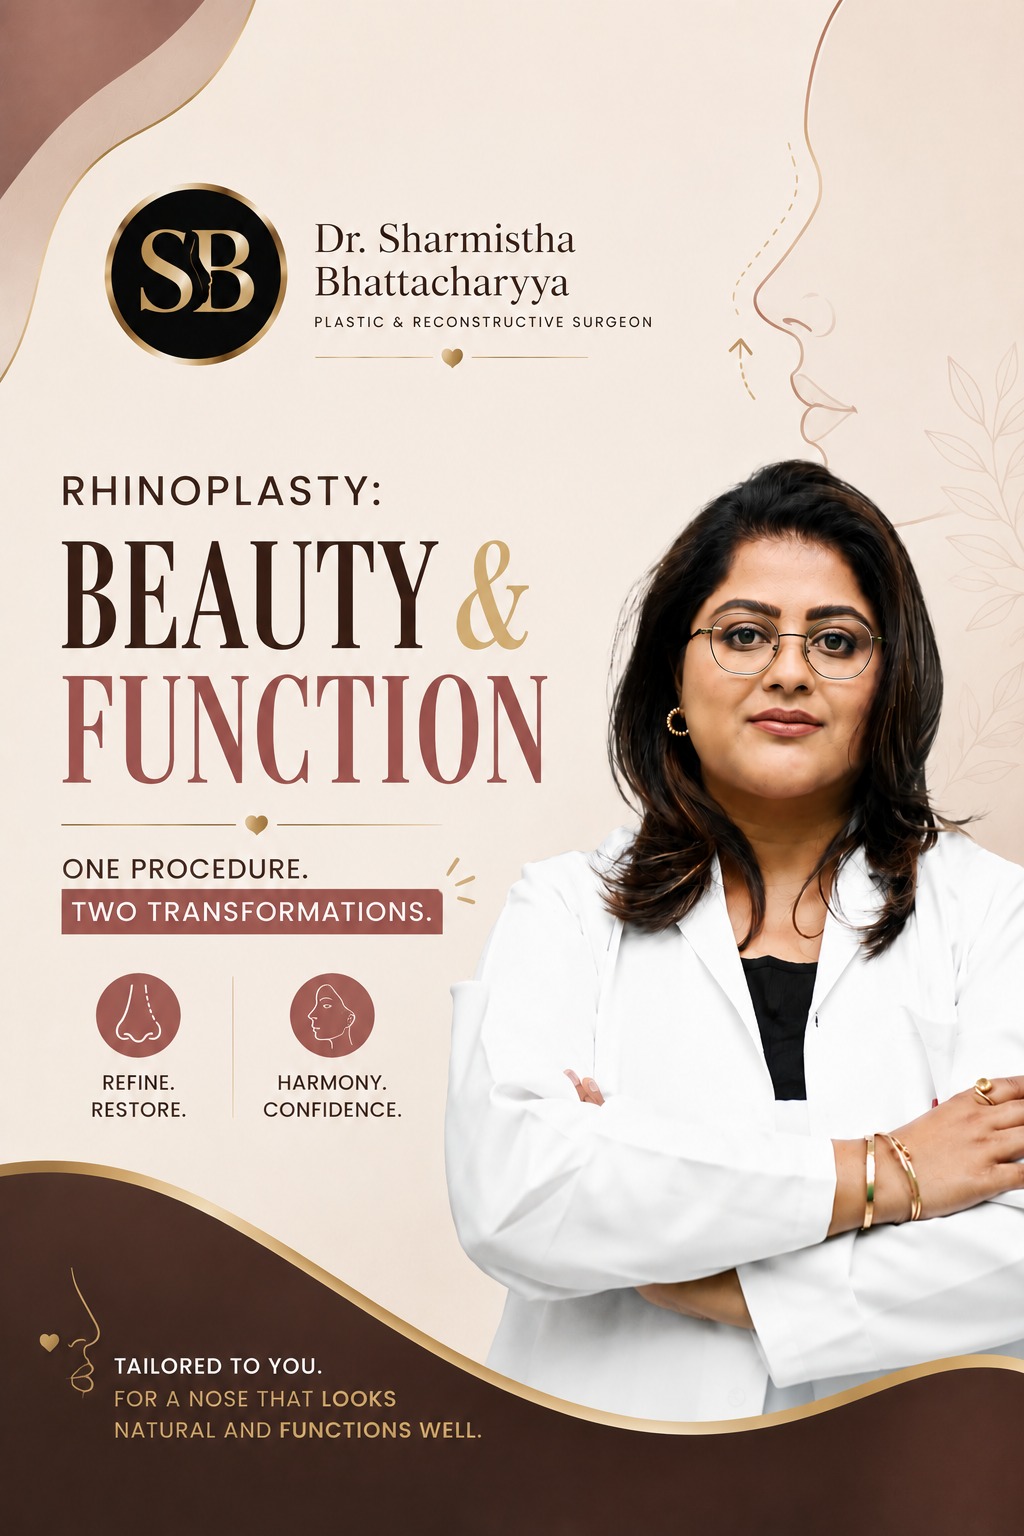 SB
Dr. Sharmistha
Bhattacharyya
PLASTIC & RECONSTRUCTIVE SURGEON
RHINOPLASTY:
BEAUTY &
FUNCTION
ONE PROCEDURE.
TWO TRANSFORMATIONS.
REFINE.
RESTORE.
HARMONY.
CONFIDENCE.
TAILORED TO YOU.
FOR A NOSE THAT LOOKS
NATURAL AND FUNCTIONS WELL.